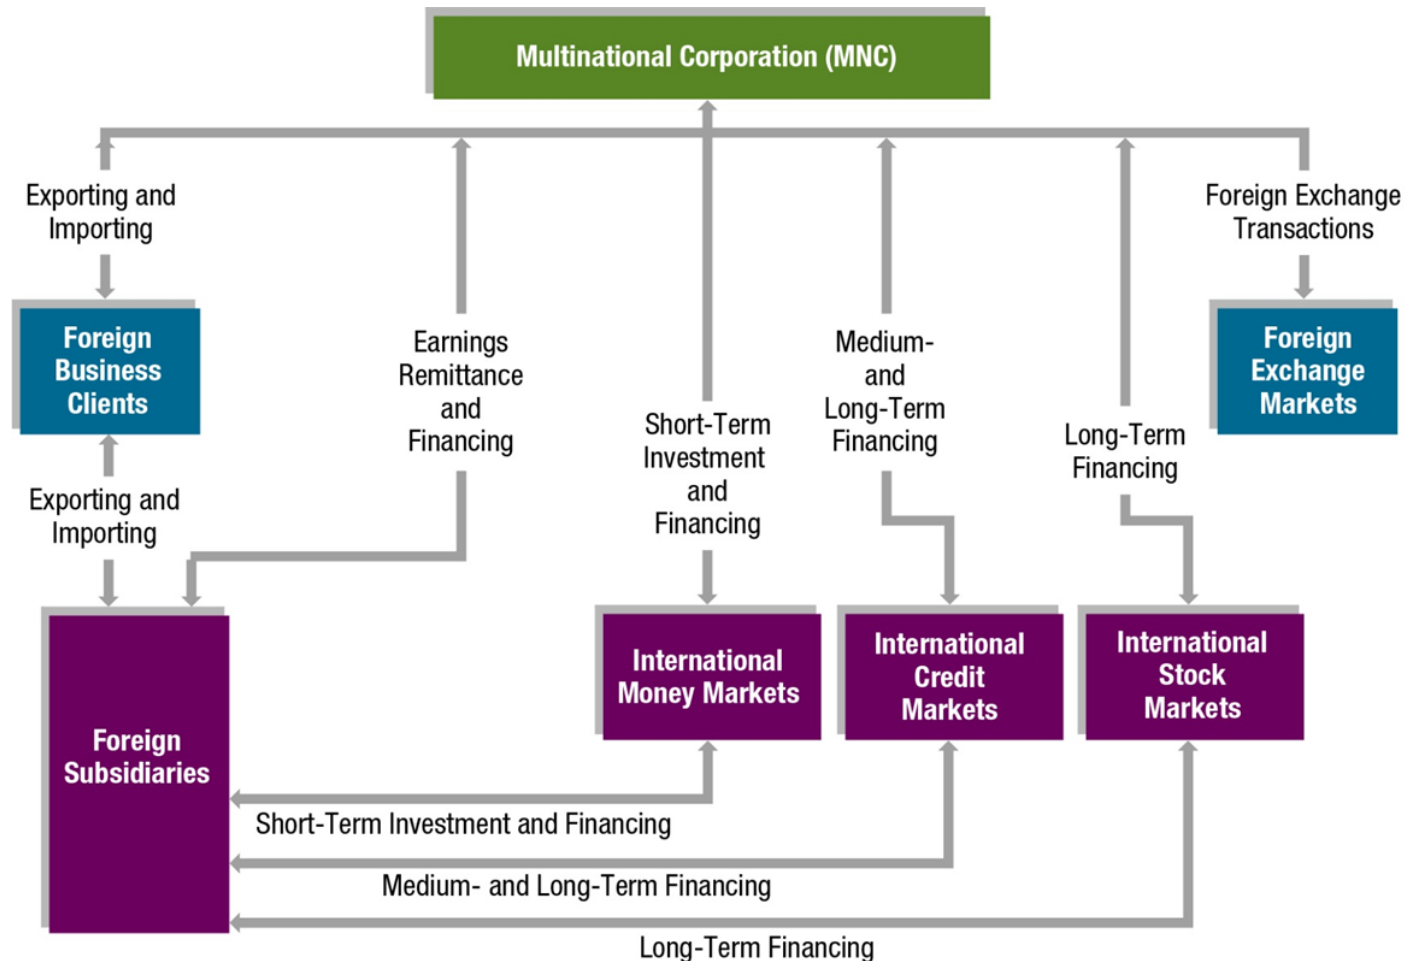 Multinational Corporation (MNC)
Exporting and
Importing
Foreign Exchange
Transactions
Foreign
Business
Clients
Earnings
Remittance
and
Financing
Short-Term
Investment
and
Financing
Medium-
and
Long-Term
Financing
Long-Term
Financing
Foreign
Exchange
Markets
Exporting and
Importing
Foreign
Subsidiaries
International
Money Markets
International
Credit
Markets
International
Stock
Markets
Short-Term Investment and Financing
Medium- and Long-Term Financing
Long-Term Financing